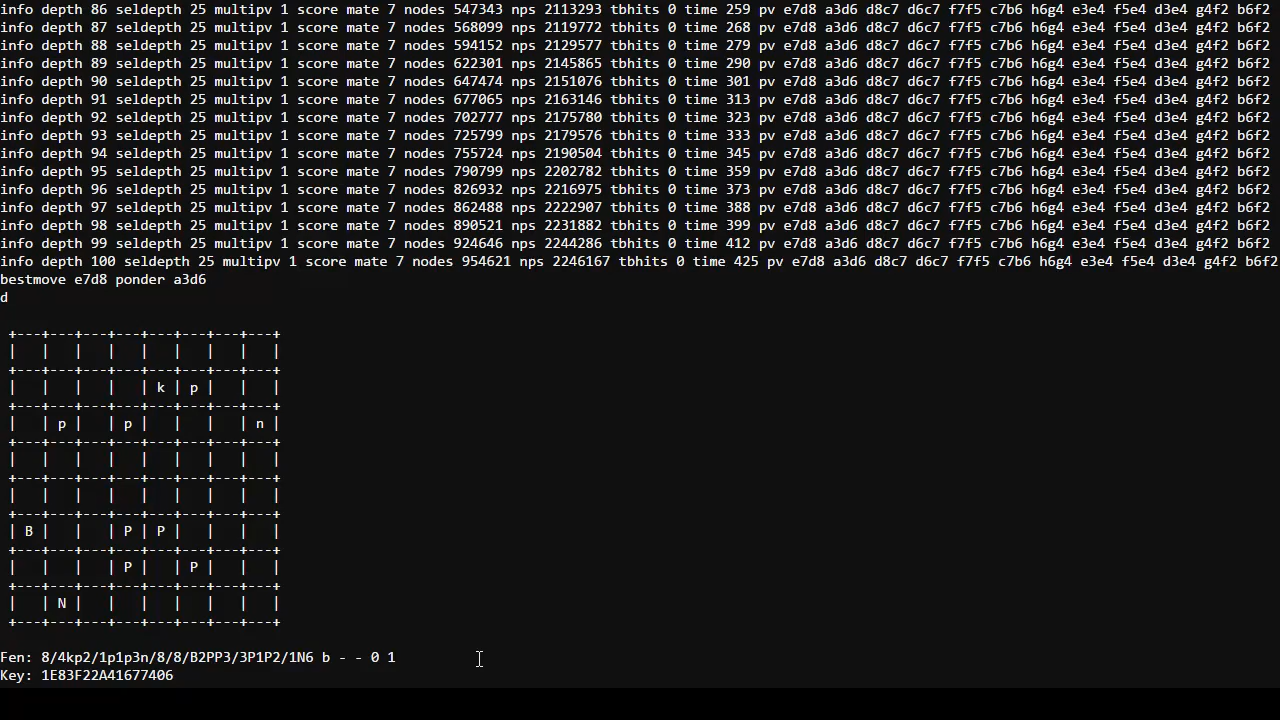 info depth 86 seldepth 25 multipv 1 score mate 7 nodes 547343 nps 2113293 tbhits 0 time 259 pv e7d8 a3d6 d8c7 d6c7 f7f5 c7b6 h6g4 e3e4 f5e4 d3e4 g4f2 b6f2
info depth 87 seldepth 25 multipv 1 score mate 7 nodes 568099 nps 2119772 tbhits 0 time 268 pv e7d8 a3d6 d8c7 d6c7 f7f5 c7b6 h6g4 e3e4 f5e4 d3e4 g4f2 b6f2
info depth 88 seldepth 25 multipv 1 score mate 7 nodes 594152 nps 2129577 tbhits 0 time 279 pv e7d8 a3d6 d8c7 d6c7 f7f5 c7b6 h6g4 e3e4 f5e4 d3e4 g4f2 b6f2
info depth 89 seldepth 25 multipv 1 score mate 7 nodes 622301 nps 2145865 tbhits 0 time 290 pv e7d8 a3d6 d8c7 d6c7 f7f5 c7b6 h6g4 e3e4 f5e4 d3e4 g4f2 b6f2
info depth 90 seldepth 25 multipv 1 score mate 7 nodes 647474 nps 2151076 tbhits 0 time 301 pv e7d8 a3d6 d8c7 d6c7 f7f5 c7b6 h6g4 e3e4 f5e4 d3e4 g4f2 b6f2
info depth 91 seldepth 25 multipv 1 score mate 7 nodes 677065 nps 2163146 tbhits 0 time 313 pv e7d8 a3d6 d8c7 d6c7 f7f5 c7b6 h6g4 e3e4 f5e4 d3e4 g4f2 b6f2
info depth 92 seldepth 25 multipv 1 score mate 7 nodes 702777 nps 2175780 tbhits 0 time 323 pv e7d8 a3d6 d8c7 d6c7 f7f5 c7b6 h6g4 e3e4 f5e4 d3e4 g4f2 b6f2
info depth 93 seldepth 25 multipv 1 score mate 7 nodes 725799 nps 2179576 tbhits 0 time 333 pv e7d8 a3d6 d8c7 d6c7 f7f5 c7b6 h6g4 e3e4 f5e4 d3e4 g4f2 b6f2
info depth 94 seldepth 25 multipv 1 score mate 7 nodes 755724 nps 2190504 tbhits 0 time 345 pv e7d8 a3d6 d8c7 d6c7 f7f5 c7b6 h6g4 e3e4 f5e4 d3e4 g4f2 b6f2
info depth 95 seldepth 25 multipv 1 score mate 7 nodes 790799 nps 2202782 tbhits 0 time 359 pv e7d8 a3d6 d8c7 d6c7 f7f5 c7b6 h6g4 e3e4 f5e4 d3e4 g4f2 b6f2
info depth 96 seldepth 25 multipv 1 score mate 7 nodes 826932 nps 2216975 tbhits 0 time 373 pv e7d8 a3d6 d8c7 d6c7 f7f5 c7b6 h6g4 e3e4 f5e4 d3e4 g4f2 b6f2
info depth 97 seldepth 25 multipv 1 score mate 7 nodes 862488 nps 2222907 tbhits 0 time 388 pv e7d8 a3d6 d8c7 d6c7 f7f5 c7b6 h6g4 e3e4 f5e4 d3e4 g4f2 b6f2
info depth 98 seldepth 25 multipv 1 score mate 7 nodes 890521 nps 2231882 tbhits 0 time 399 pv e7d8 a3d6 d8c7 d6c7 f7f5 c7b6 h6g4 e3e4 f5e4 d3e4 g4f2 b6f2
info depth 99 seldepth 25 multipv 1 score mate 7 nodes 924646 nps 2244286 tbhits 0 time 412 pv e7d8 a3d6 d8c7 d6c7 f7f5 c7b6 h6g4 e3e4 f5e4 d3e4 g4f2 b6f2
info depth 100 seldepth 25 multipv 1 score mate 7 nodes 954621 nps 2246167 tbhits 0 time 425 pv e7d8 a3d6 d8c7 d6c7 f7f5 c7b6 h6g4 e3e4 f5e4 d3e4 g4f2 b6f2
bestmove e7d8 ponder a3d6
d
+---+---+---+---+---+---+---+---+
|   |   |   |   |   |   |   |   |
+---+---+---+---+---+---+---+---+
|   |   |   |   | k | p |   |   |
+---+---+---+---+---+---+---+---+
|   | p |   | p |   |   |   | n |
+---+---+---+---+---+---+---+---+
|   |   |   |   |   |   |   |   |
+---+---+---+---+---+---+---+---+
|   |   |   |   |   |   |   |   |
+---+---+---+---+---+---+---+---+
| B |   |   | P | P |   |   |   |
+---+---+---+---+---+---+---+---+
|   |   |   | P |   | P |   |   |
+---+---+---+---+---+---+---+---+
|   | N |   |   |   |   |   |   |
+---+---+---+---+---+---+---+---+
Fen: 8/4kp2/1p1p3n/8/8/B2PP3/3P1P2/1N6 b - - 0 1
Key: 1E83F22A41677406